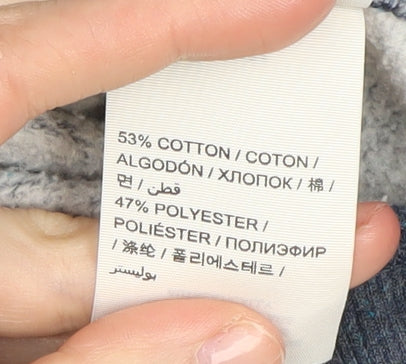 53% COTTON / COTON /
ALGODÓN / ХЛОПОК / 棉 /
면 / قطن
47% POLYESTER /
POLIÉSTER / ПОЛИЭФИР
/ 涤纶 / 폴리에스테르 /
بوليستر